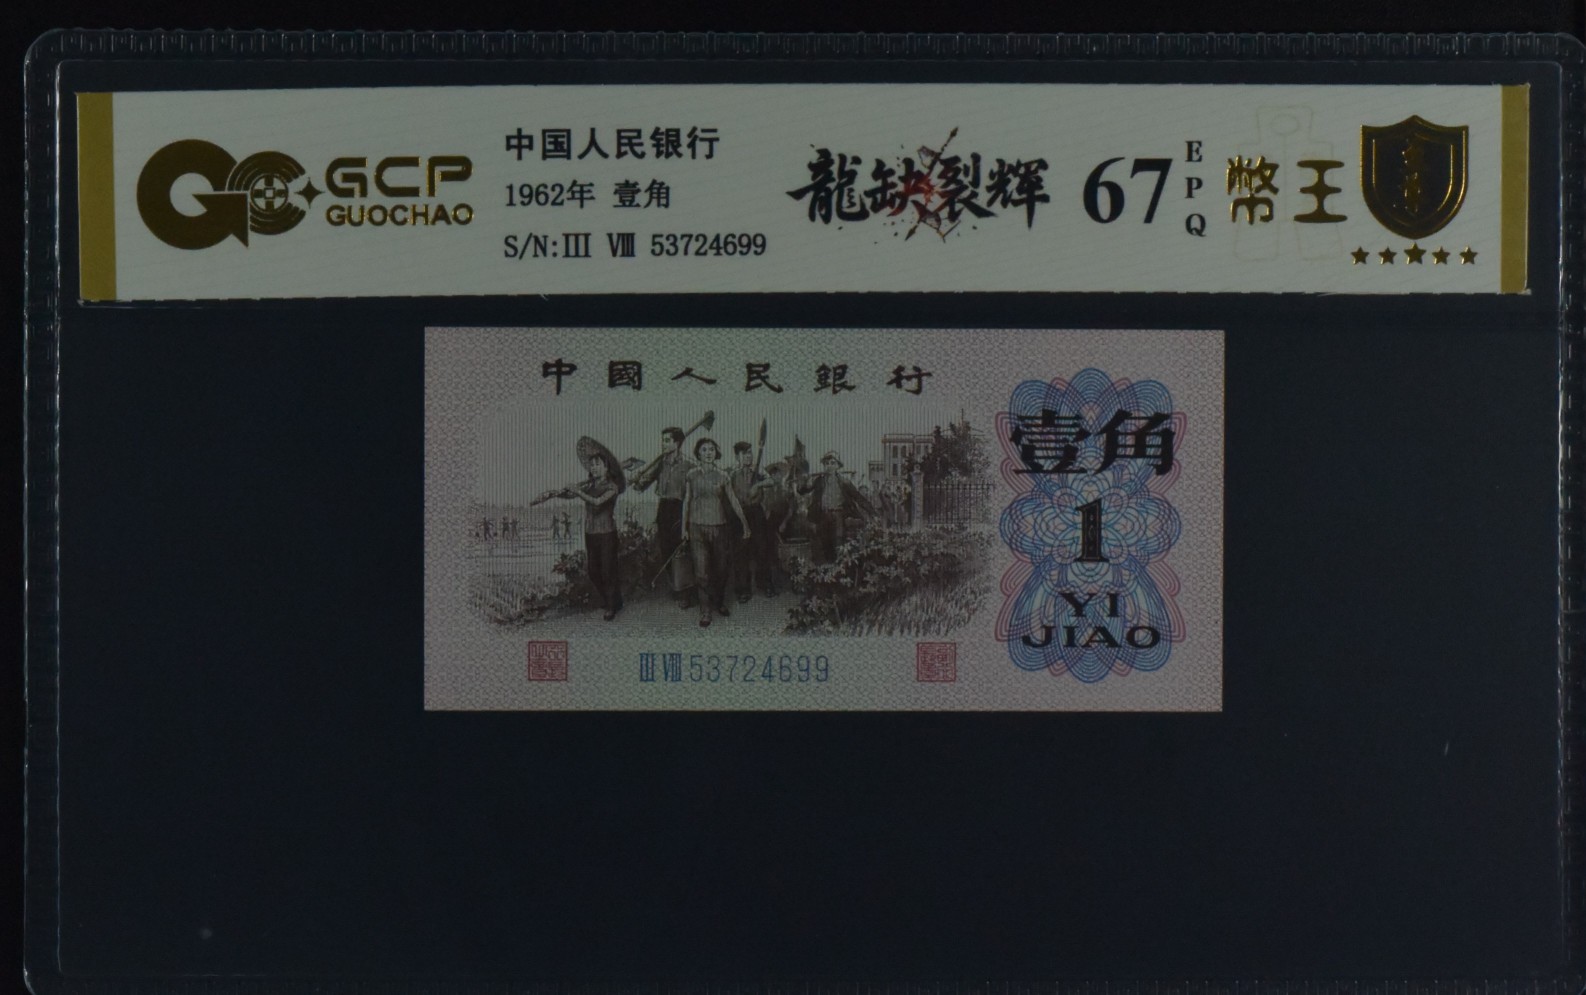 GCP
GUOCHAO
中国人民银行
1962年 壹角
S/N:III VIII 53724699
龍缺裂辉
67
EPQ
幣王
中國人民銀行
壹角
1
YI
JIAO
III VIII 53724699